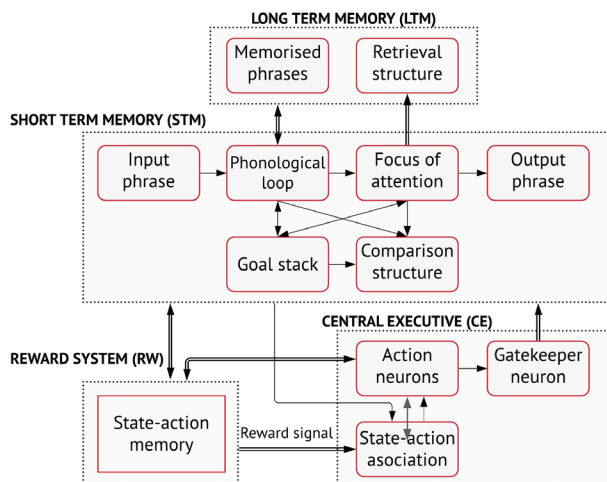 LONG TERM MEMORY (LTM)
Memorised
phrases
Retrieval
structure
SHORT TERM MEMORY (STM)
Input
phrase
Phonological
loop
Focus of
attention
Output
phrase
Goal stack
Comparison
structure
CENTRAL EXECUTIVE (CE)
REWARD SYSTEM (RW)
Action
neurons
Gatekeeper
neuron
State-action
memory
Reward signal
State-action
asociation